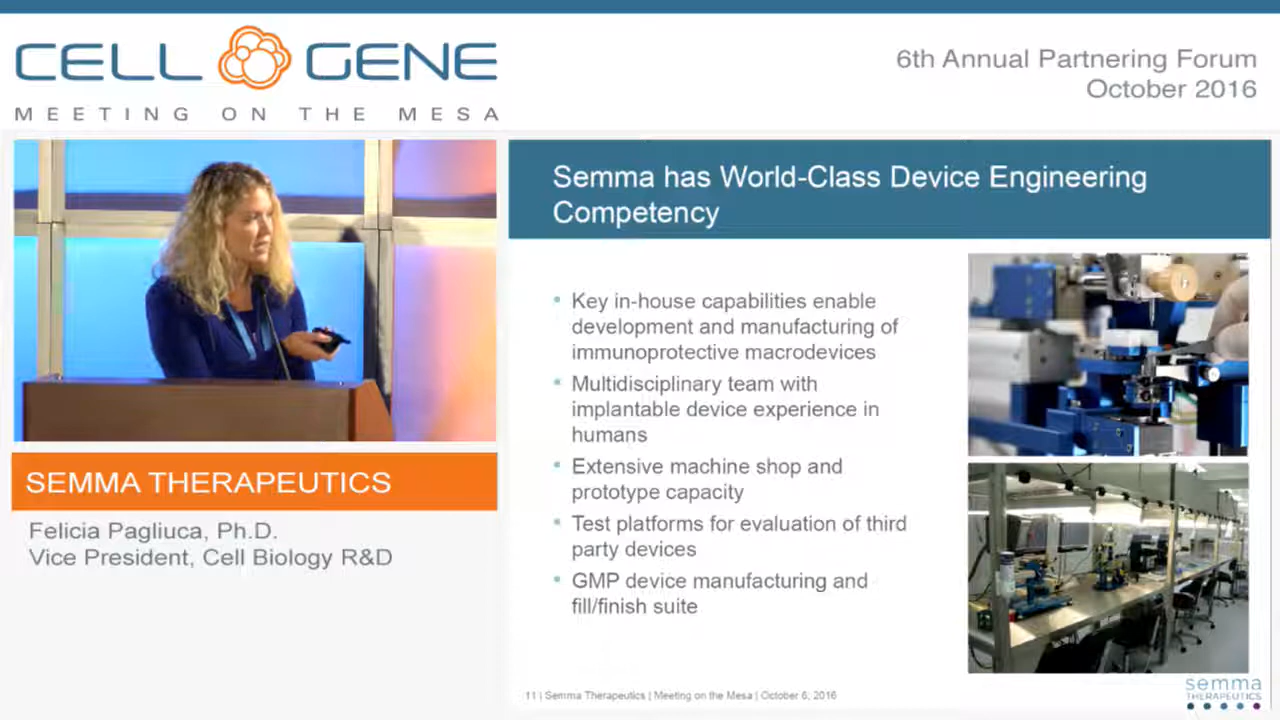 CELL GENE
MEETING ON THE MESA
6th Annual Partnering Forum
October 2016
Semma has World-Class Device Engineering
Competency
• Key in-house capabilities enable
development and manufacturing of
immunoprotective macrodevices
• Multidisciplinary team with
implantable device experience in
humans
• Extensive machine shop and
prototype capacity
• Test platforms for evaluation of third
party devices
• GMP device manufacturing and
fill/finish suite
SEMMA THERAPEUTICS
Felicia Pagliuca, Ph.D.
Vice President, Cell Biology R&D
11 | Semma Therapeutics | Meeting on the Mesa | October 6, 2016
semma
THERAPEUTICS